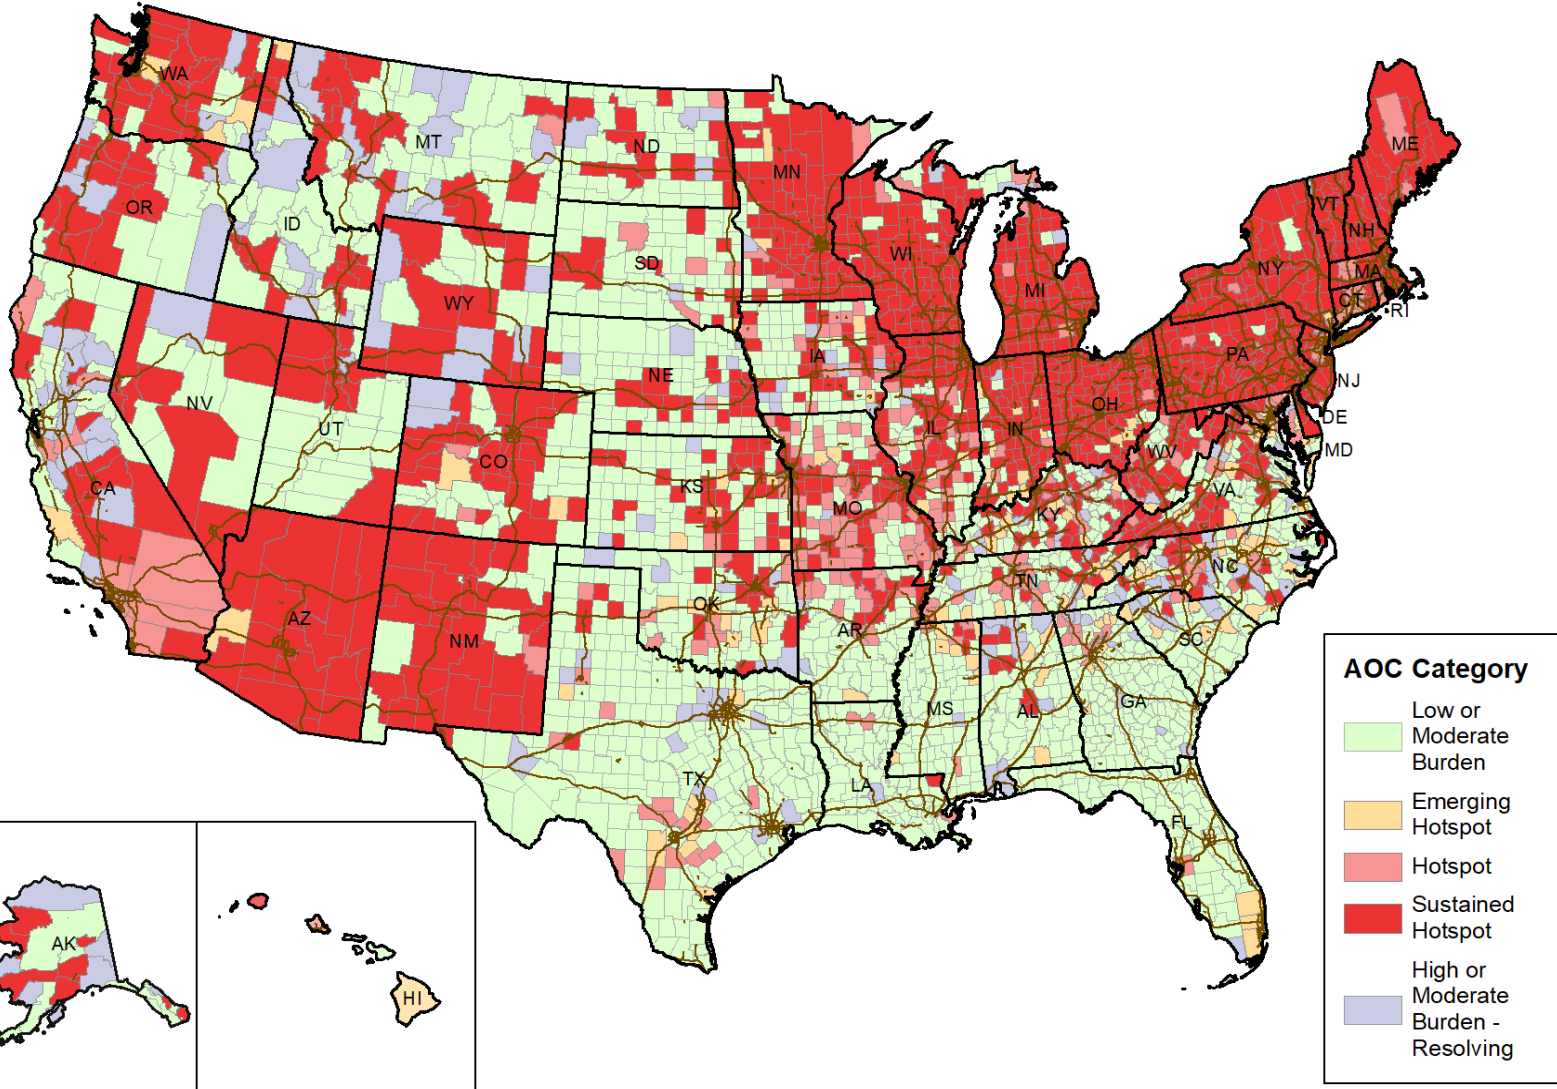 WA
MT
ND
MN
ME
OR
ID
SD
WI
VT
NH
NY
MA
MI
CT
RI
WY
IA
PA
NE
NJ
NV
OH
DE
UT
IL
IN
CO
WV
MD
CA
KS
VA
MO
KY
NC
TN
AZ
OK
NM
AR
SC
MS
AL
GA
TX
LA
FL
AK
HI
AOC Category
Low or
Moderate
Burden
Emerging
Hotspot
Hotspot
Sustained
Hotspot
High or
Moderate
Burden -
Resolving